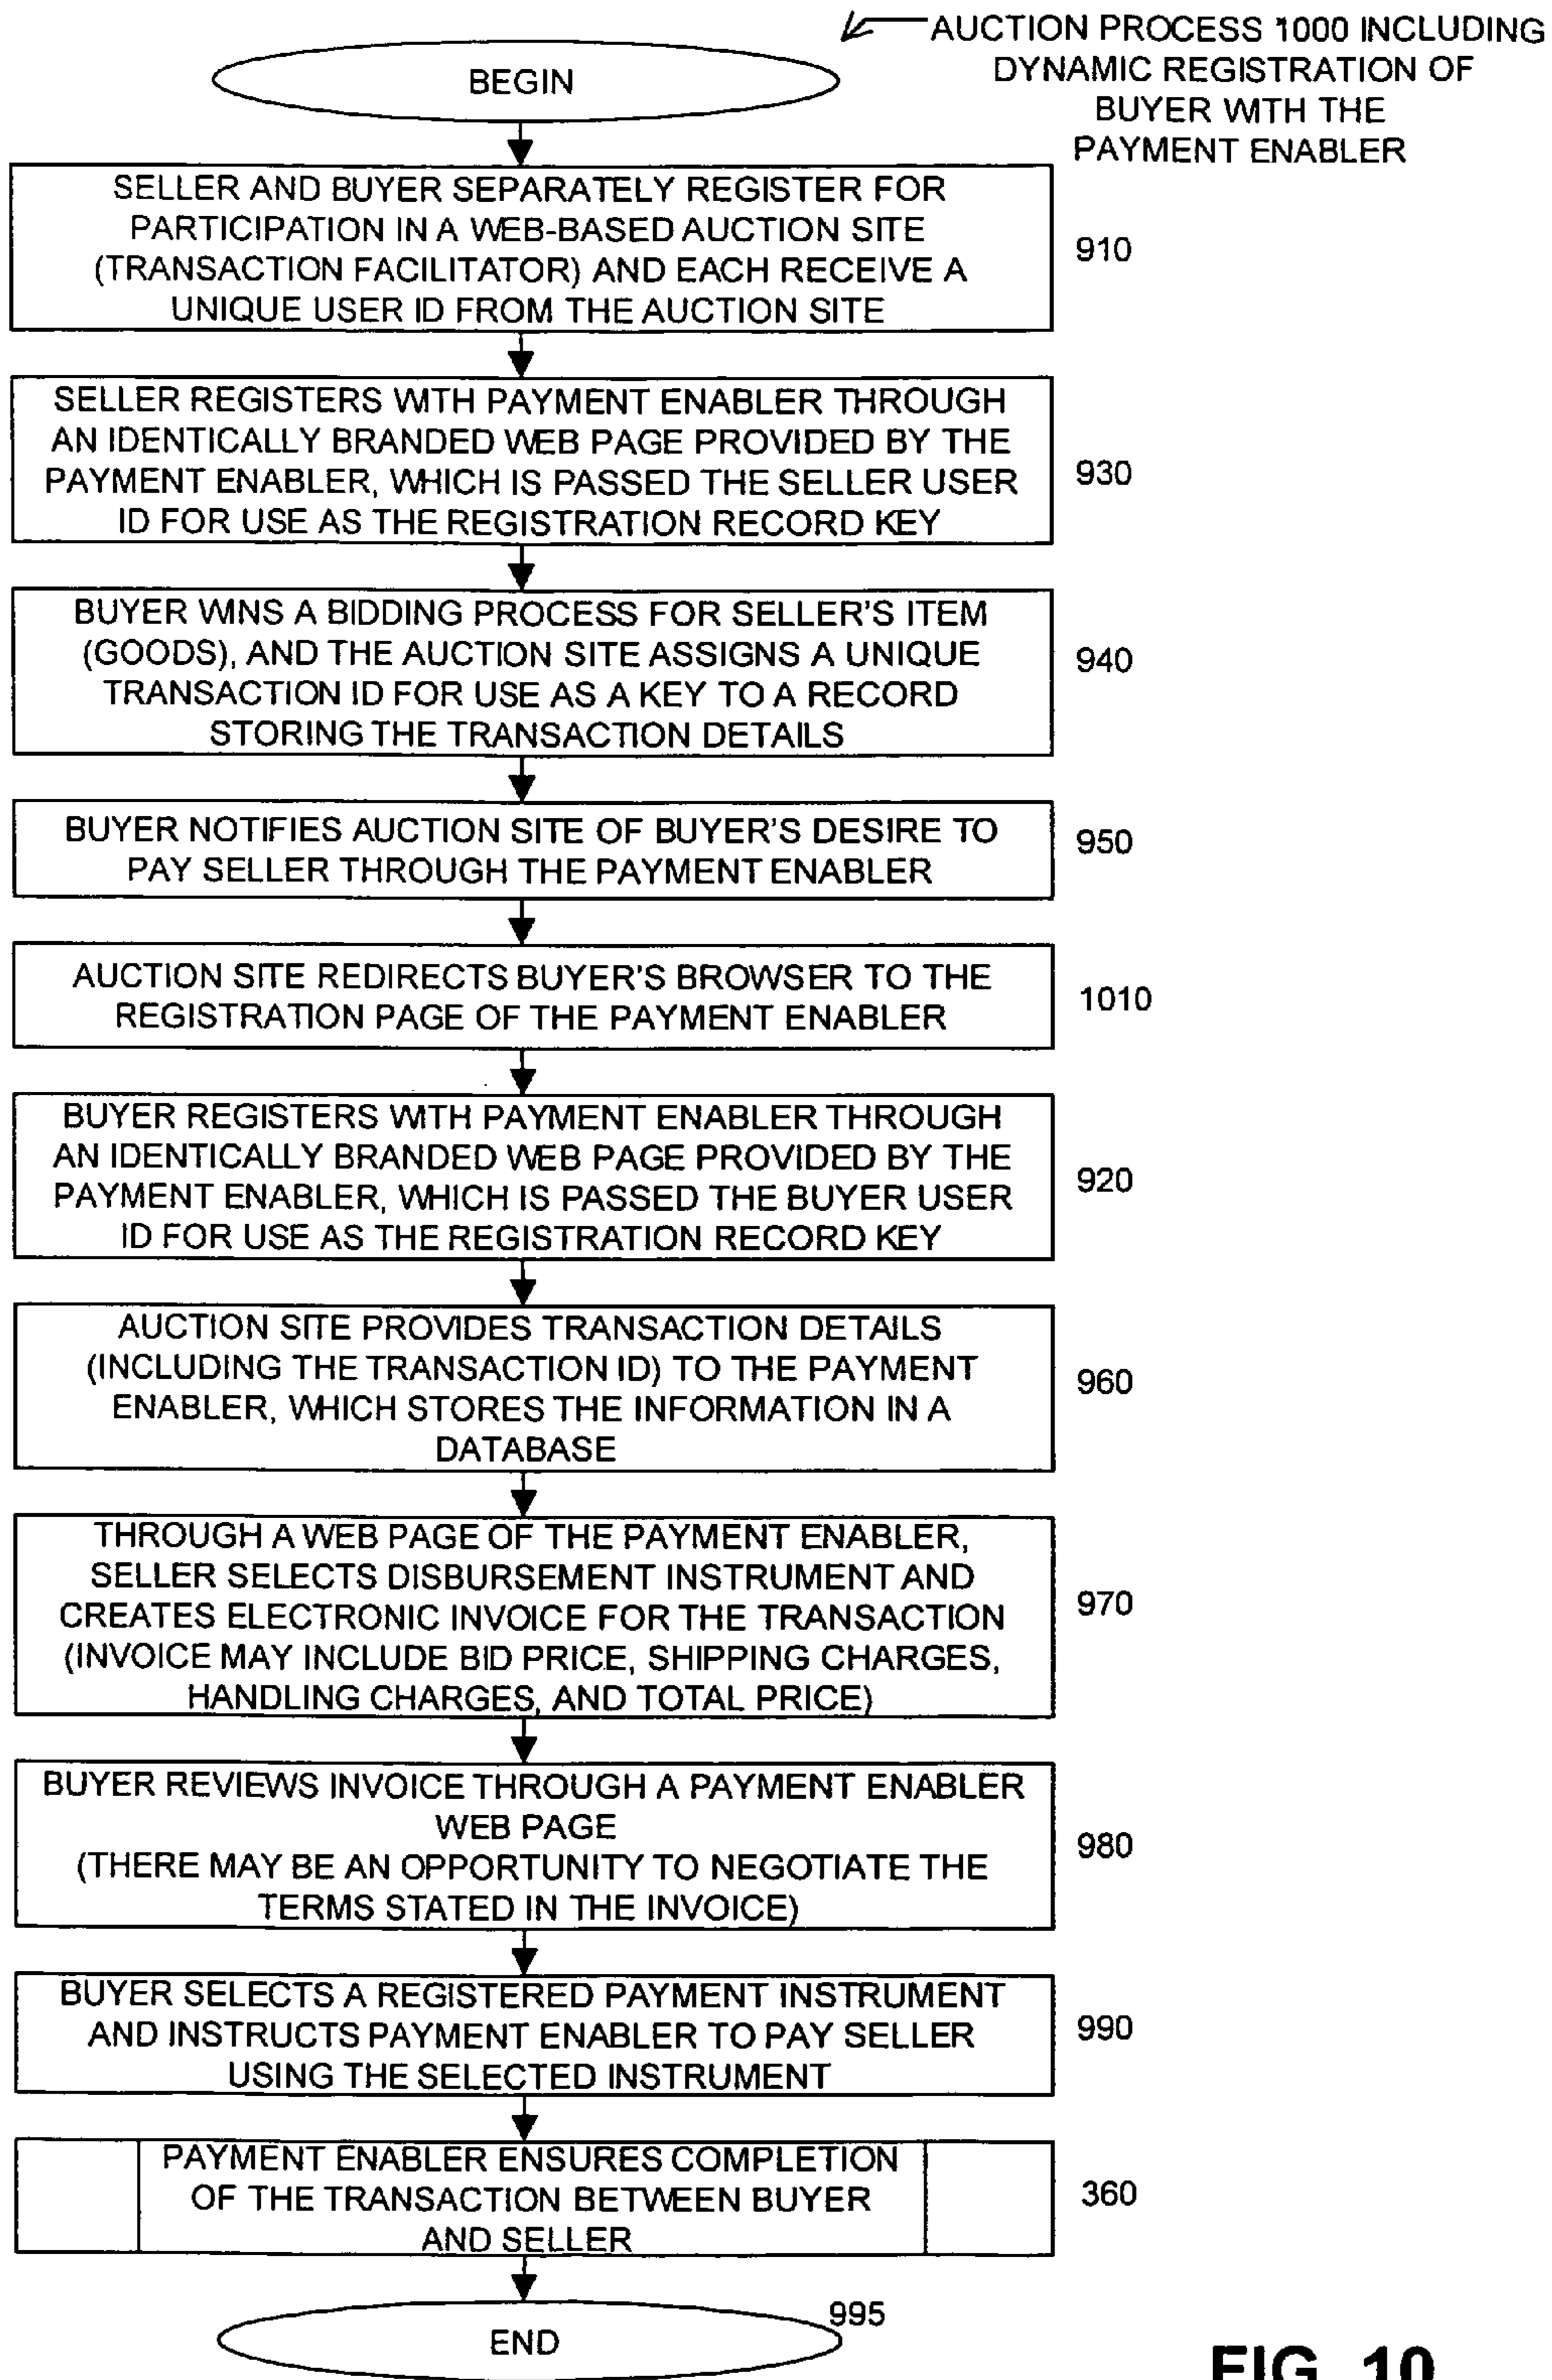 AUCTION PROCESS 1000 INCLUDING
DYNAMIC REGISTRATION OF
BUYER WITH THE
PAYMENT ENABLER
BEGIN
SELLER AND BUYER SEPARATELY REGISTER FOR
PARTICIPATION IN A WEB-BASED AUCTION SITE
(TRANSACTION FACILITATOR) AND EACH RECEIVE A
UNIQUE USER ID FROM THE AUCTION SITE
910
SELLER REGISTERS WITH PAYMENT ENABLER THROUGH
AN IDENTICALLY BRANDED WEB PAGE PROVIDED BY THE
PAYMENT ENABLER, WHICH IS PASSED THE SELLER USER
ID FOR USE AS THE REGISTRATION RECORD KEY
930
BUYER WINS A BIDDING PROCESS FOR SELLER'S ITEM
(GOODS), AND THE AUCTION SITE ASSIGNS A UNIQUE
TRANSACTION ID FOR USE AS A KEY TO A RECORD
STORING THE TRANSACTION DETAILS
940
BUYER NOTIFIES AUCTION SITE OF BUYER'S DESIRE TO
PAY SELLER THROUGH THE PAYMENT ENABLER
950
AUCTION SITE REDIRECTS BUYER'S BROWSER TO THE
REGISTRATION PAGE OF THE PAYMENT ENABLER
1010
BUYER REGISTERS WITH PAYMENT ENABLER THROUGH
AN IDENTICALLY BRANDED WEB PAGE PROVIDED BY THE
PAYMENT ENABLER, WHICH IS PASSED THE BUYER USER
ID FOR USE AS THE REGISTRATION RECORD KEY
920
AUCTION SITE PROVIDES TRANSACTION DETAILS
(INCLUDING THE TRANSACTION ID) TO THE PAYMENT
ENABLER, WHICH STORES THE INFORMATION IN A
DATABASE
960
THROUGH A WEB PAGE OF THE PAYMENT ENABLER,
SELLER SELECTS DISBURSEMENT INSTRUMENT AND
CREATES ELECTRONIC INVOICE FOR THE TRANSACTION
(INVOICE MAY INCLUDE BID PRICE, SHIPPING CHARGES,
HANDLING CHARGES, AND TOTAL PRICE)
970
BUYER REVIEWS INVOICE THROUGH A PAYMENT ENABLER
WEB PAGE
(THERE MAY BE AN OPPORTUNITY TO NEGOTIATE THE
TERMS STATED IN THE INVOICE)
980
BUYER SELECTS A REGISTERED PAYMENT INSTRUMENT
AND INSTRUCTS PAYMENT ENABLER TO PAY SELLER
USING THE SELECTED INSTRUMENT
990
PAYMENT ENABLER ENSURES COMPLETION
OF THE TRANSACTION BETWEEN BUYER
AND SELLER
360
END
995
FIG. 10